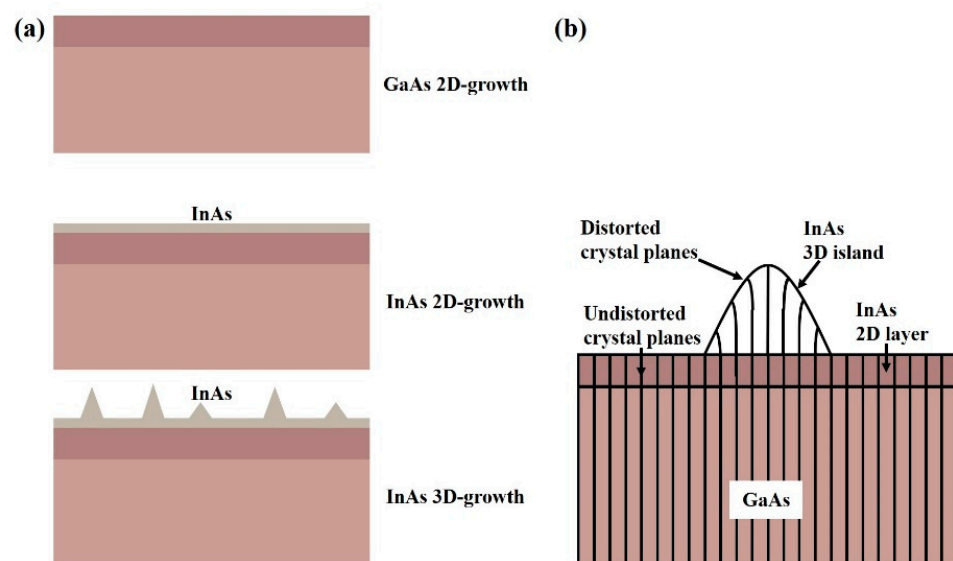 (a)
GaAs 2D-growth
InAs
InAs 2D-growth
InAs
InAs 3D-growth
(b)
Distorted
crystal planes
InAs
3D island
Undistorted
crystal planes
InAs
2D layer
GaAs